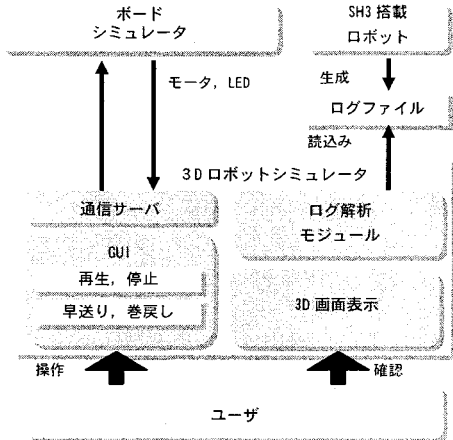 ボード
シミュレータ
SH3 搭載
ロボット
モータ, LED
生成
ログファイル
読込み
3Dロボットシミュレータ
通信サーバ
ログ解析
モジュール
GUI
再生, 停止
早送り, 巻戻し
3D 画面表示
操作
確認
ユーザ